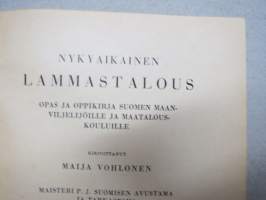 NYKYAIKAINEN
LAMMASTALOUS
OPAS JA OPPIKIRJA SUOMEN MAAN-
VILJELIJÖILLE JA MAATALOUS-
KOULUILLE
KIRJOITTANUT
MAIJA VOHLONEN
MAISTERI P. J. SUOMISEN AVUSTAMA